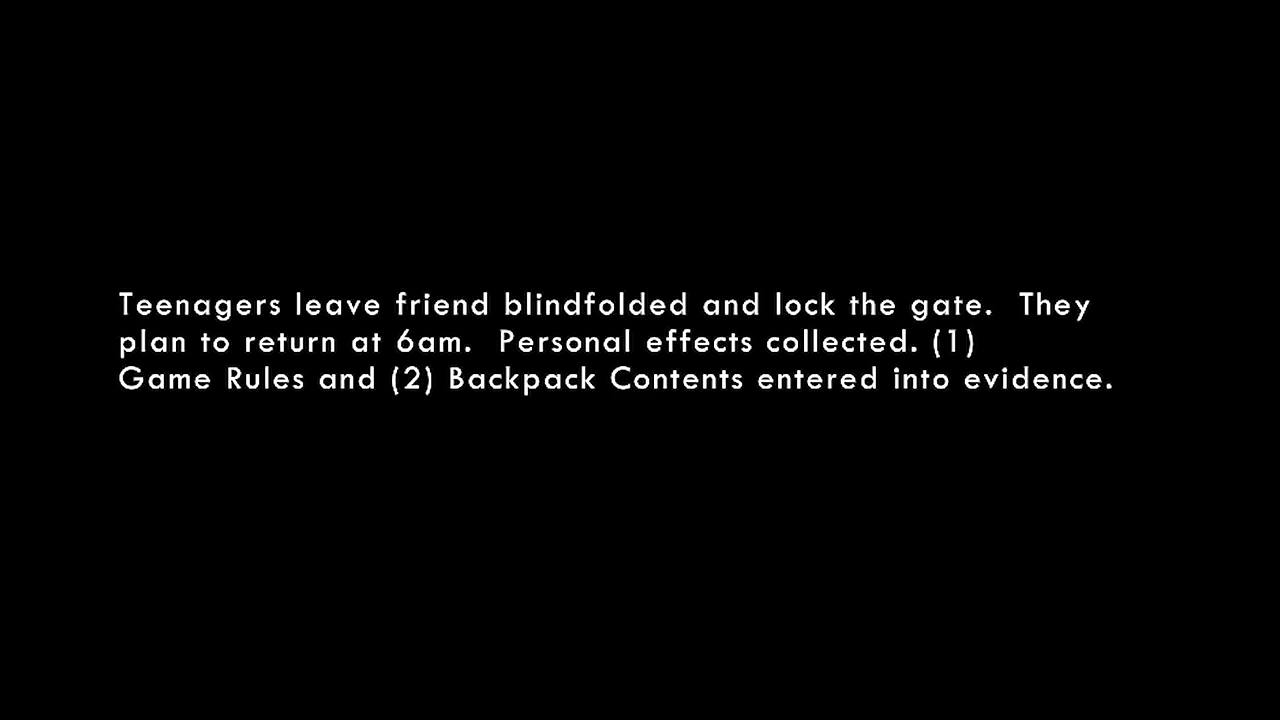 Teenagers leave friend blindfolded and lock the gate.  They
plan to return at 6am.  Personal effects collected. (1)
Game Rules and (2) Backpack Contents entered into evidence.